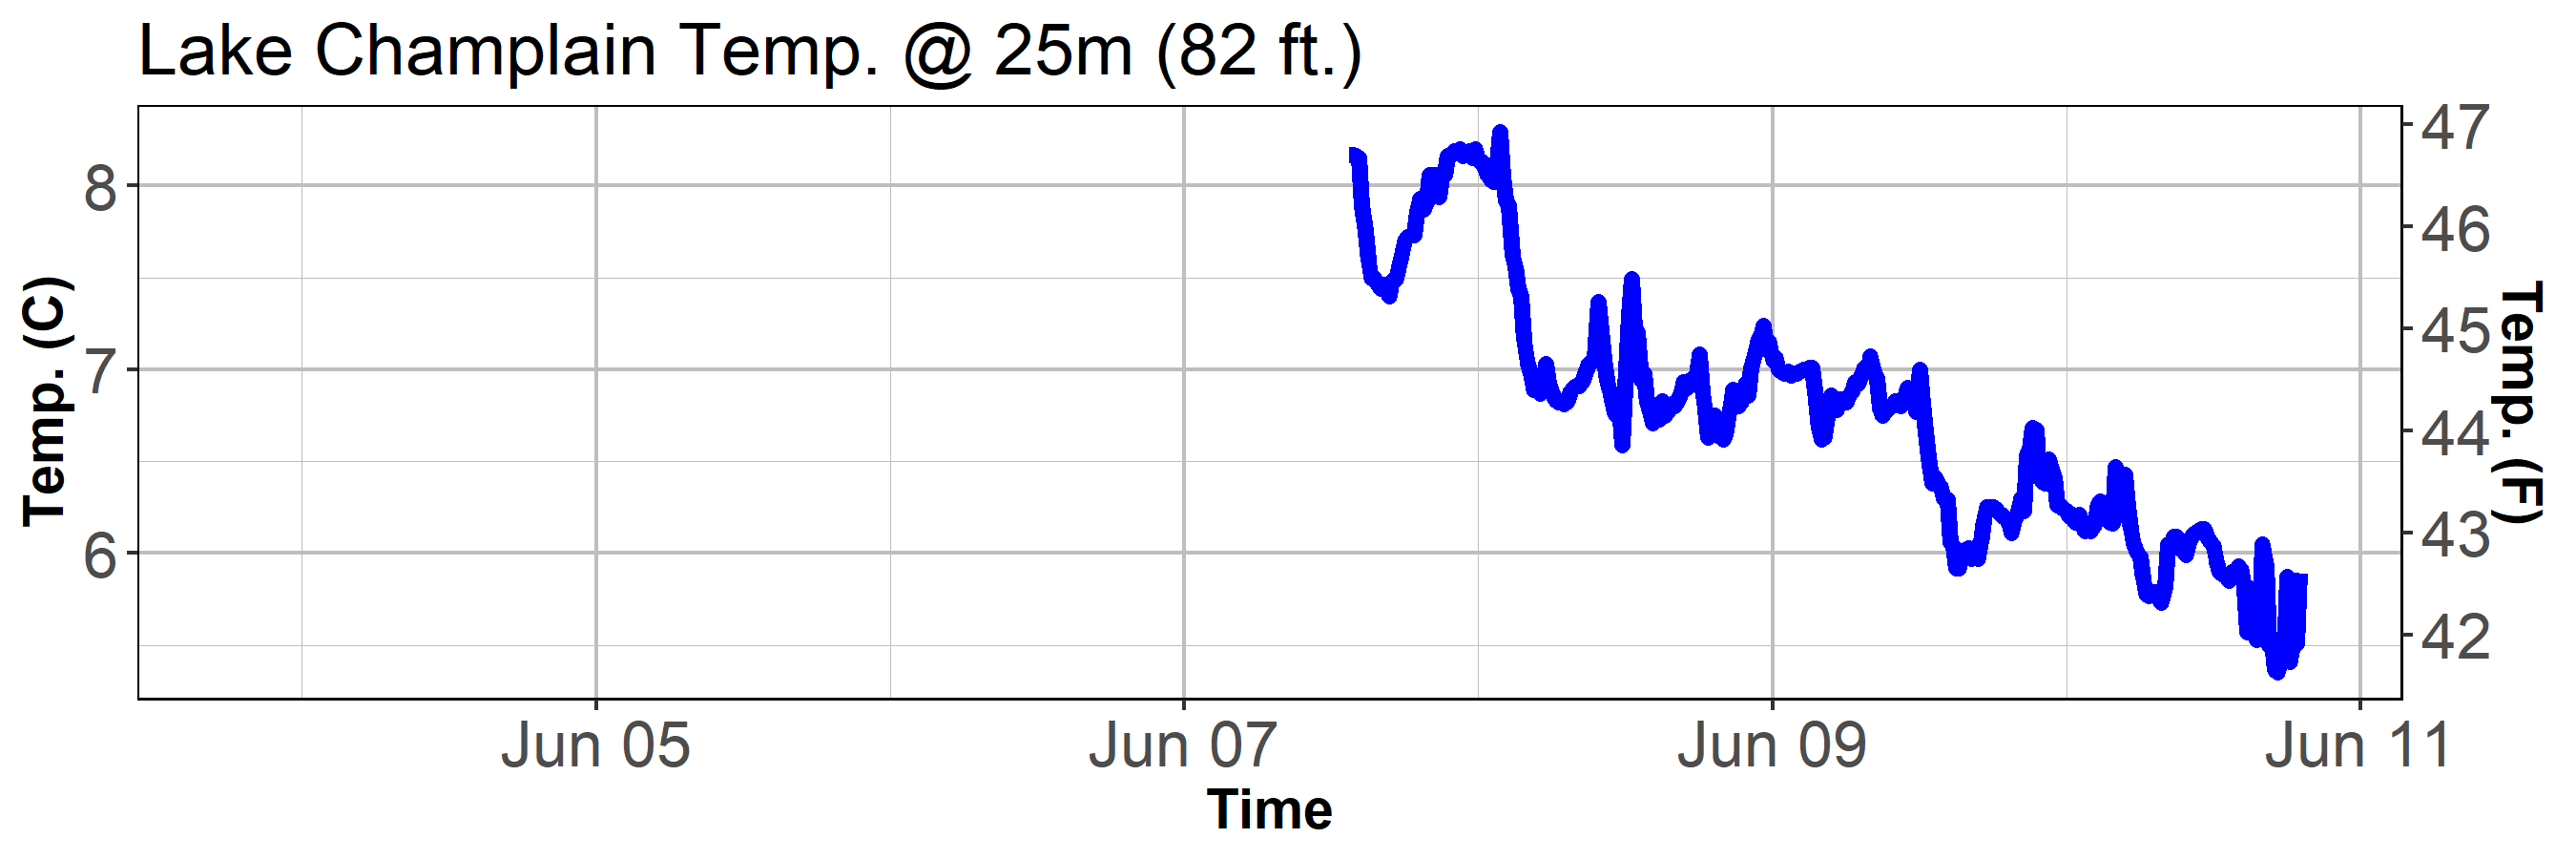 Lake Champlain Temp. @ 25m (82 ft.)
Temp. (C)
8
7
6
47
46
45
44
43
42
Temp. (F)
Jun 05
Jun 07
Jun 09
Jun 11
Time